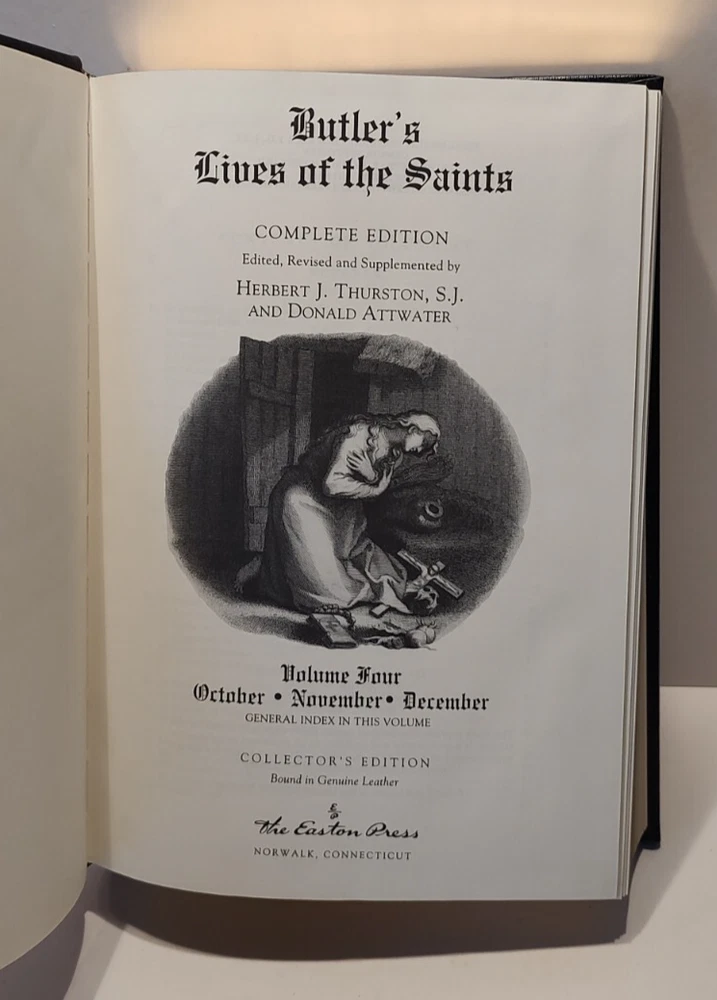 Butler's
Lives of the Saints
COMPLETE EDITION
Edited, Revised and Supplemented by
HERBERT J. THURSTON, S.J.
AND DONALD ATTWATER
Volume Four
October • November • December
GENERAL INDEX IN THIS VOLUME
COLLECTOR'S EDITION
Bound in Genuine Leather
The Easton Press
NORWALK, CONNECTICUT